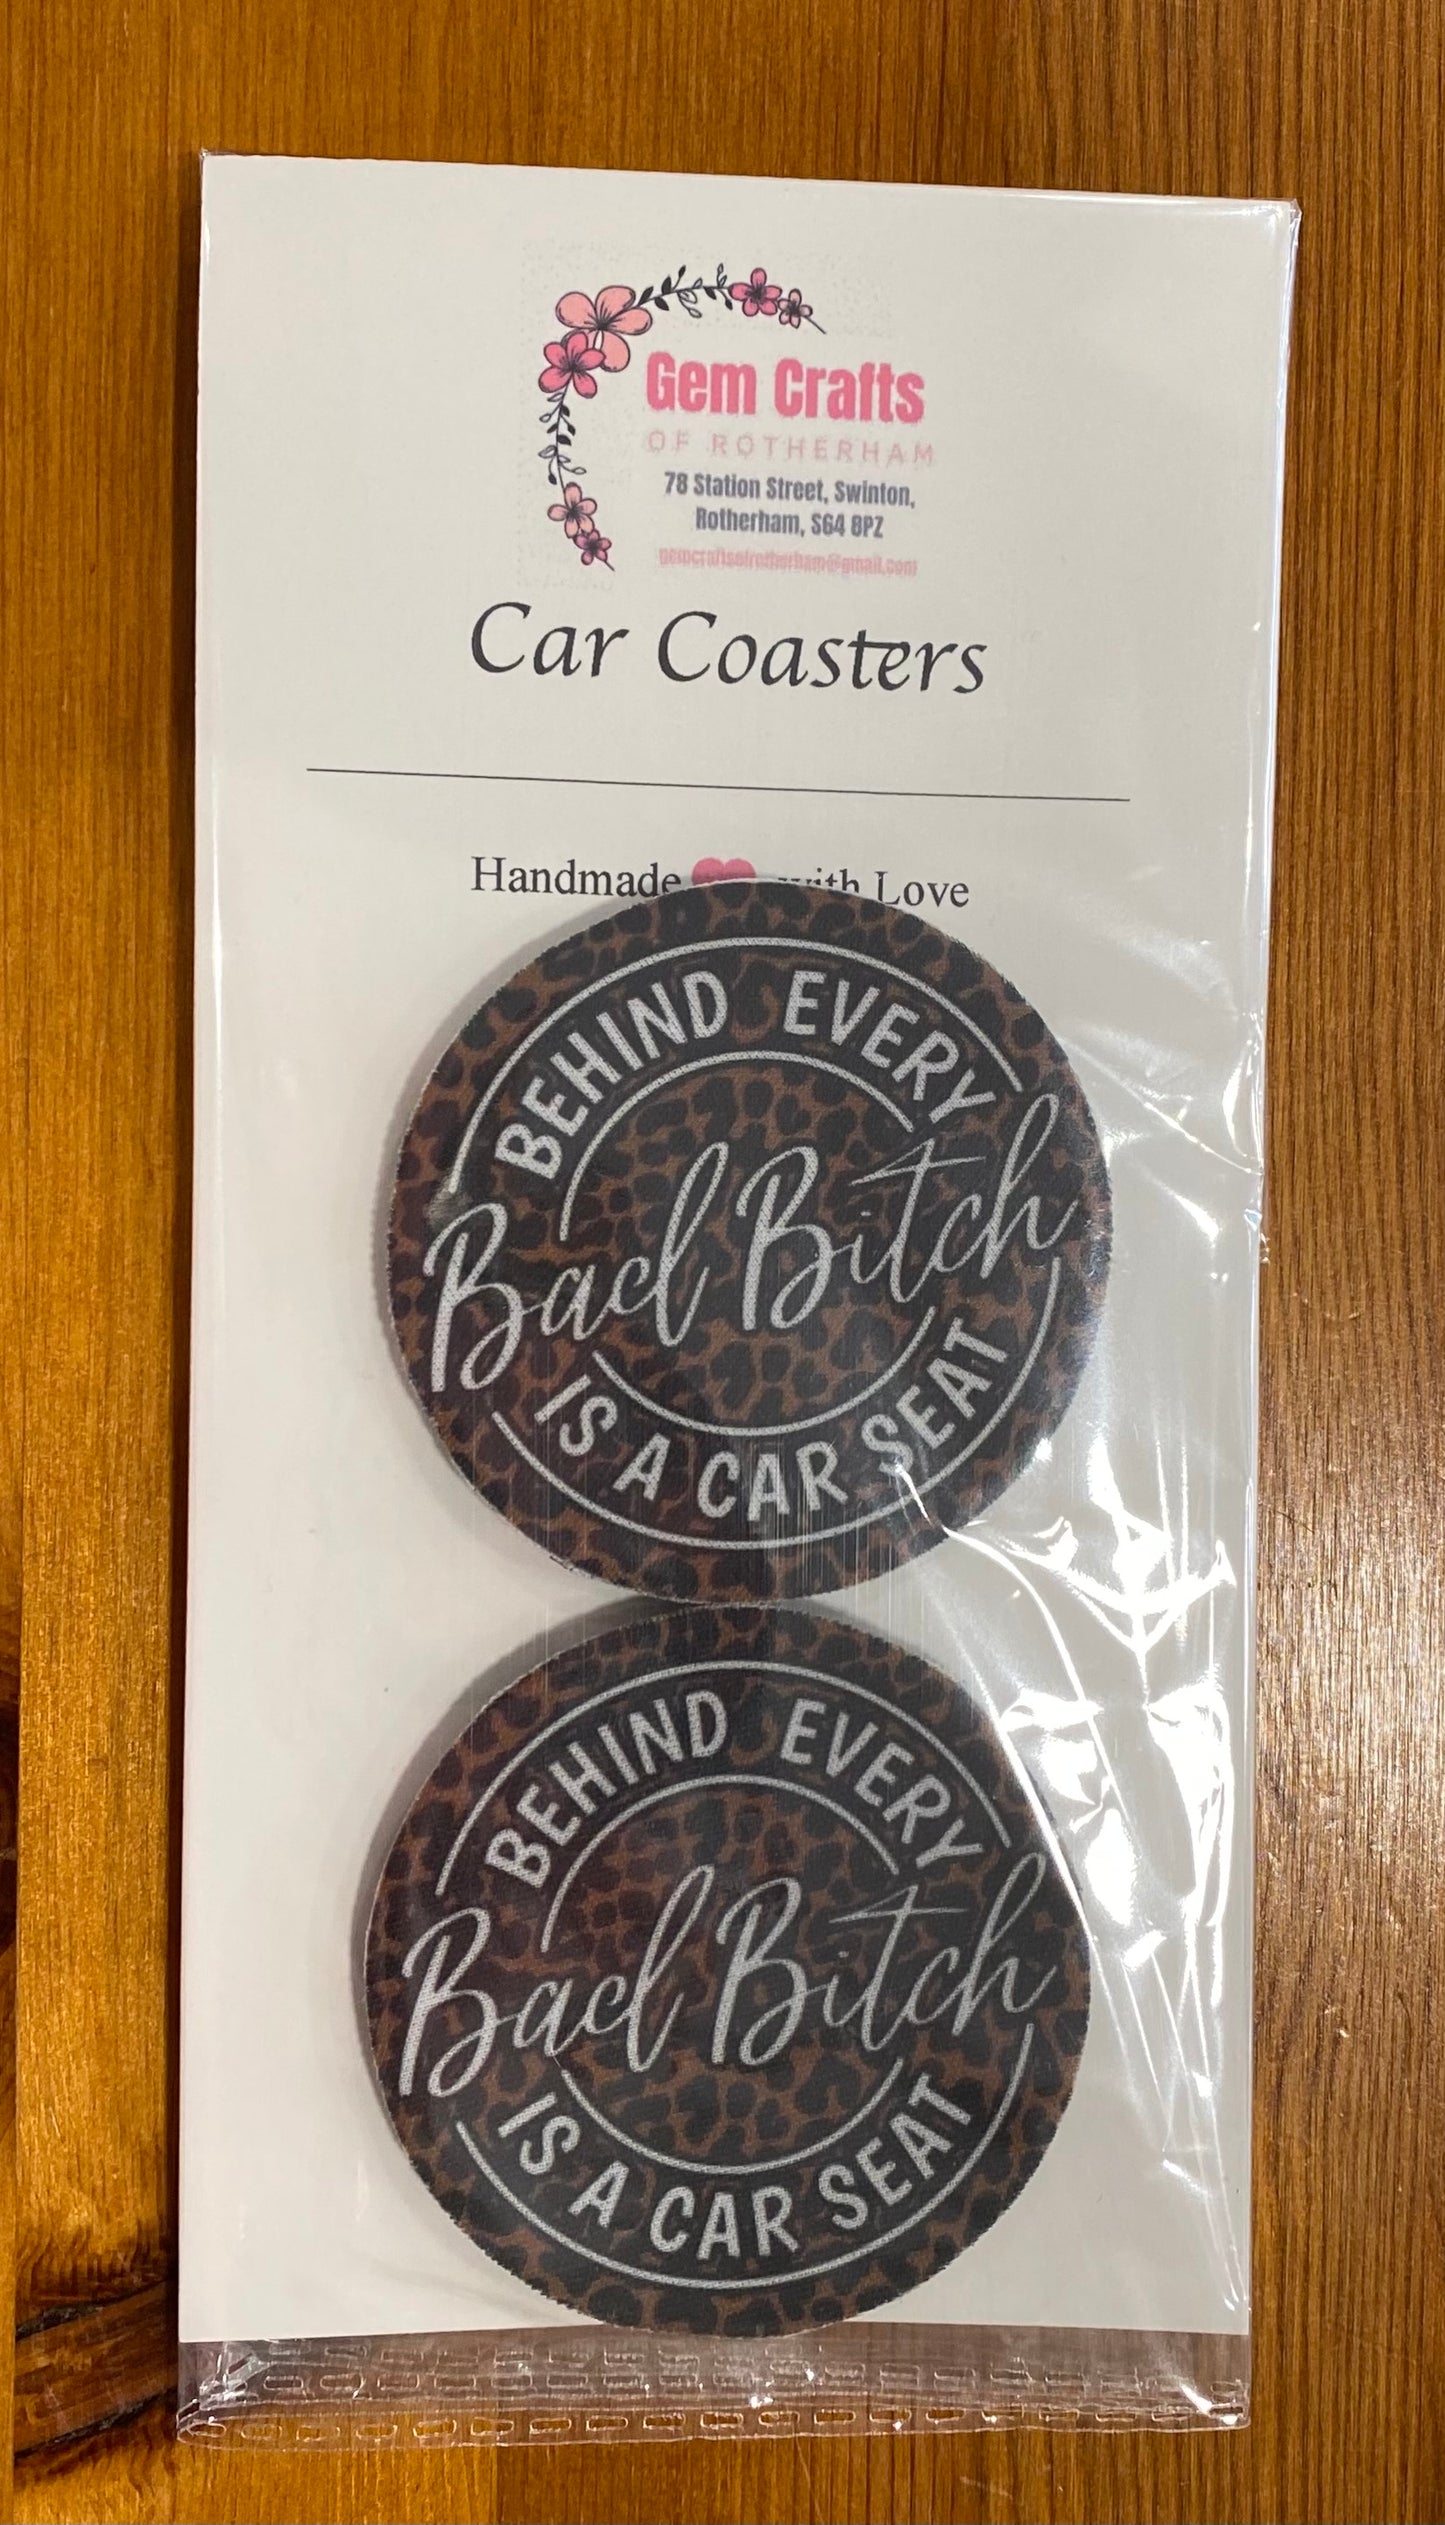 Gem Crafts
OF ROTHERHAM
78 Station Street, Swinton,
Rotherham, S64 8PZ
gemcraftsofrotherham@gmail.com
Car Coasters
Handmade with Love
BEHIND EVERY
Bad Bitch
IS A CAR SEAT
BEHIND EVERY
Bad Bitch
IS A CAR SEAT